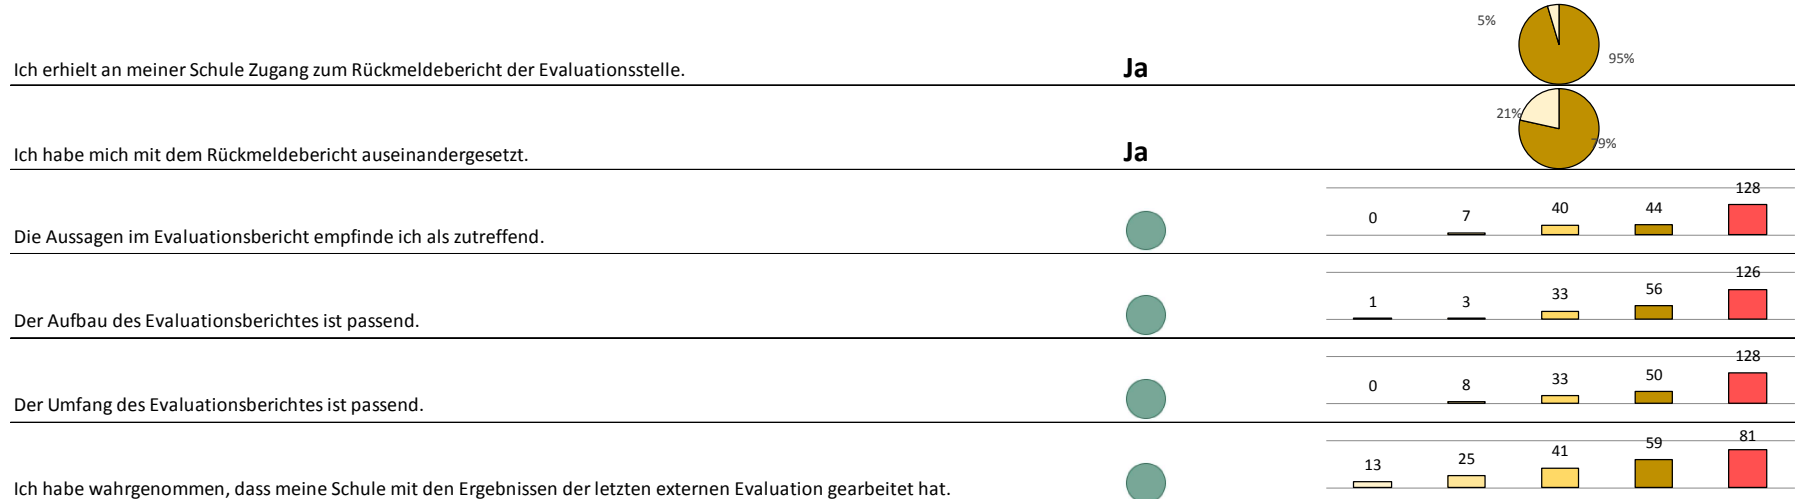 5%
95%
Ich erhielt an meiner Schule Zugang zum Rückmeldebericht der Evaluationsstelle. Ja
21%
79%
Ich habe mich mit dem Rückmeldebericht auseinandergesetzt. Ja
0 7 40 44 128
Die Aussagen im Evaluationsbericht empfinde ich als zutreffend.
1 3 33 56 126
Der Aufbau des Evaluationsberichtes ist passend.
0 8 33 50 128
Der Umfang des Evaluationsberichtes ist passend.
13 25 41 59 81
Ich habe wahrgenommen, dass meine Schule mit den Ergebnissen der letzten externen Evaluation gearbeitet hat.